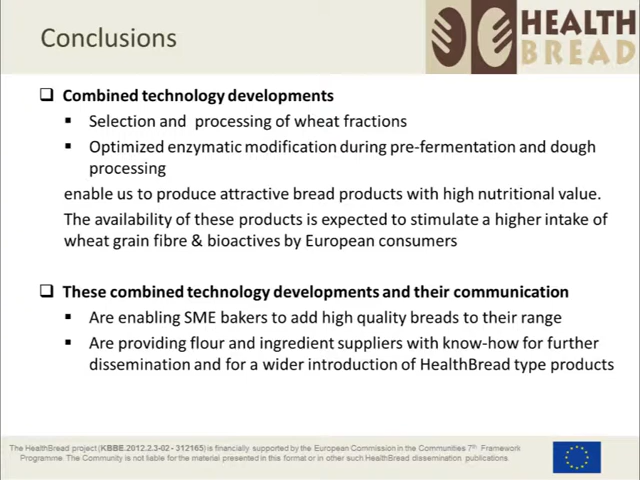 Conclusions
HEALTH
BREAD
Combined technology developments
Selection and processing of wheat fractions
Optimized enzymatic modification during pre-fermentation and dough
processing
enable us to produce attractive bread products with high nutritional value.
The availability of these products is expected to stimulate a higher intake of
wheat grain fibre & bioactives by European consumers
These combined technology developments and their communication
Are enabling SME bakers to add high quality breads to their range
Are providing flour and ingredient suppliers with know-how for further
dissemination and for a wider introduction of HealthBread type products
The HealthBread project (KBBE.2012.2.3-02 - 312165) is financially supported by the European Commission in the Communities 7th Framework
Programme. The Community is not liable for the material presented in this format or in other such HealthBread dissemination publications.